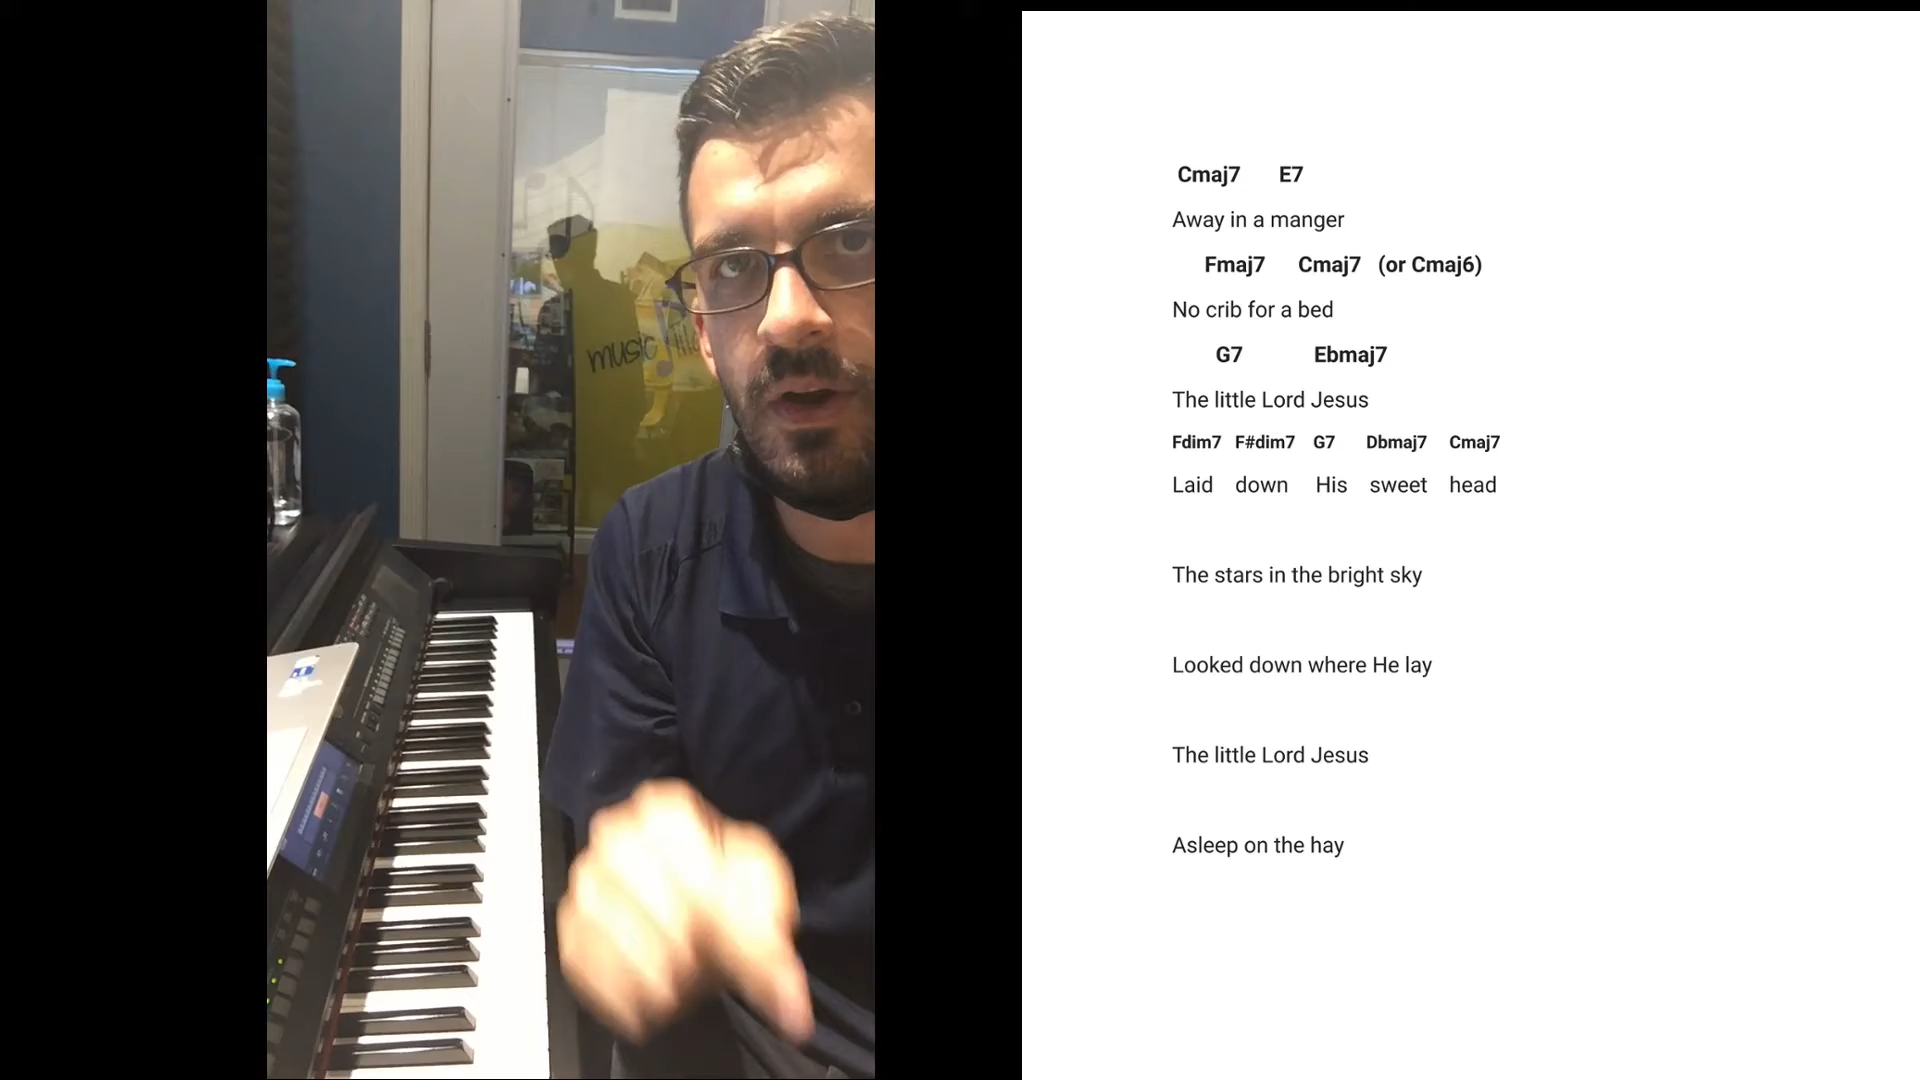 music
Cmaj7 E7
Away in a manger
Fmaj7 Cmaj7 (or Cmaj6)
No crib for a bed
G7 Ebmaj7
The little Lord Jesus
Fdim7 F#dim7 G7 Dbmaj7 Cmaj7
Laid down His sweet head
The stars in the bright sky
Looked down where He lay
The little Lord Jesus
Asleep on the hay